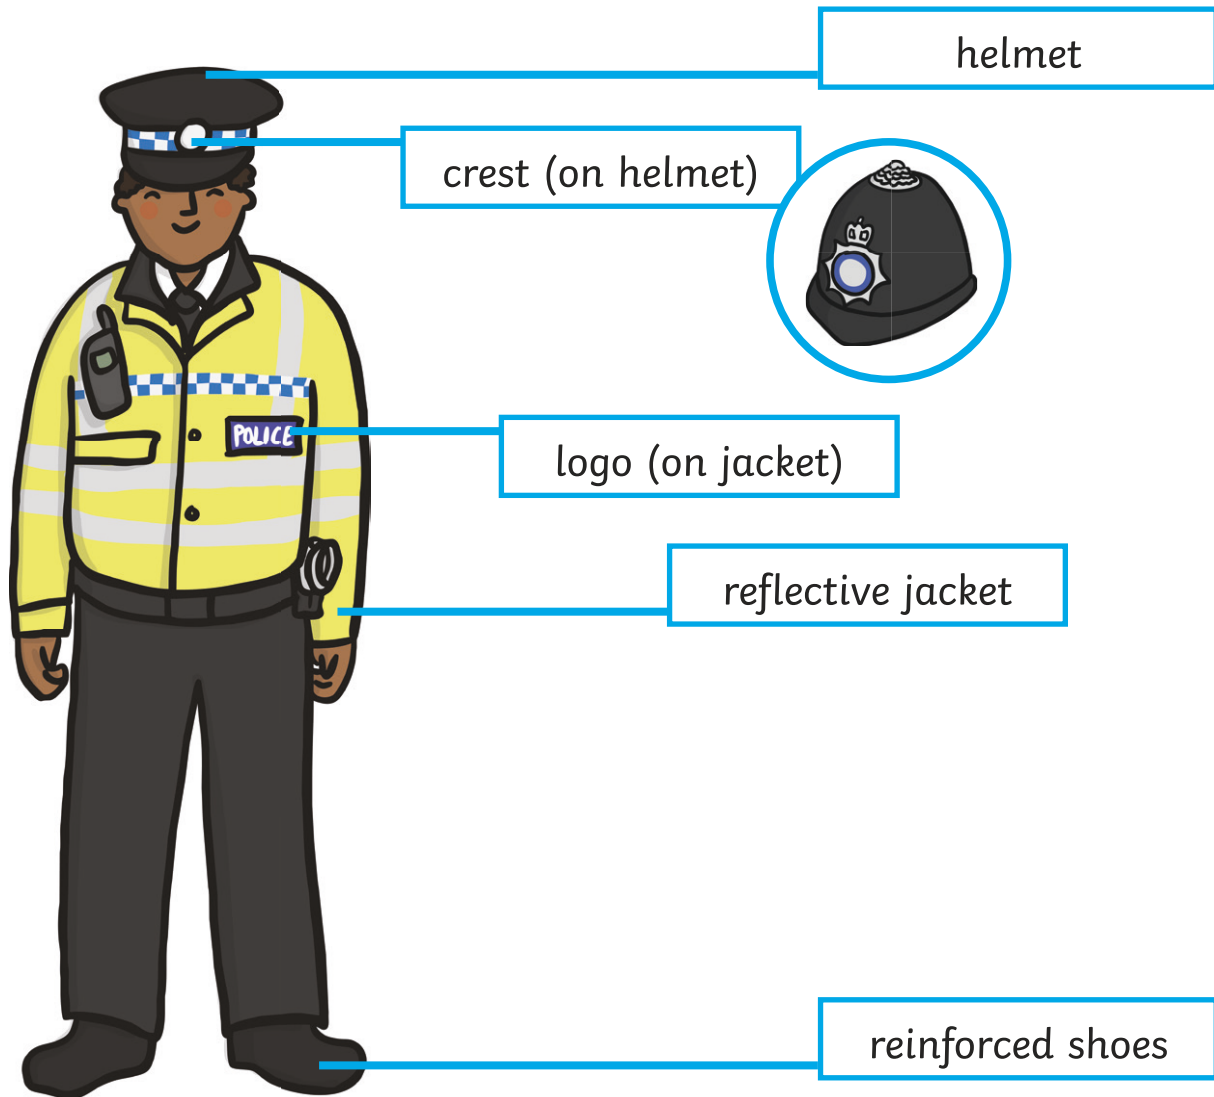 helmet
crest (on helmet)
POLICE
logo (on jacket)
reflective jacket
reinforced shoes